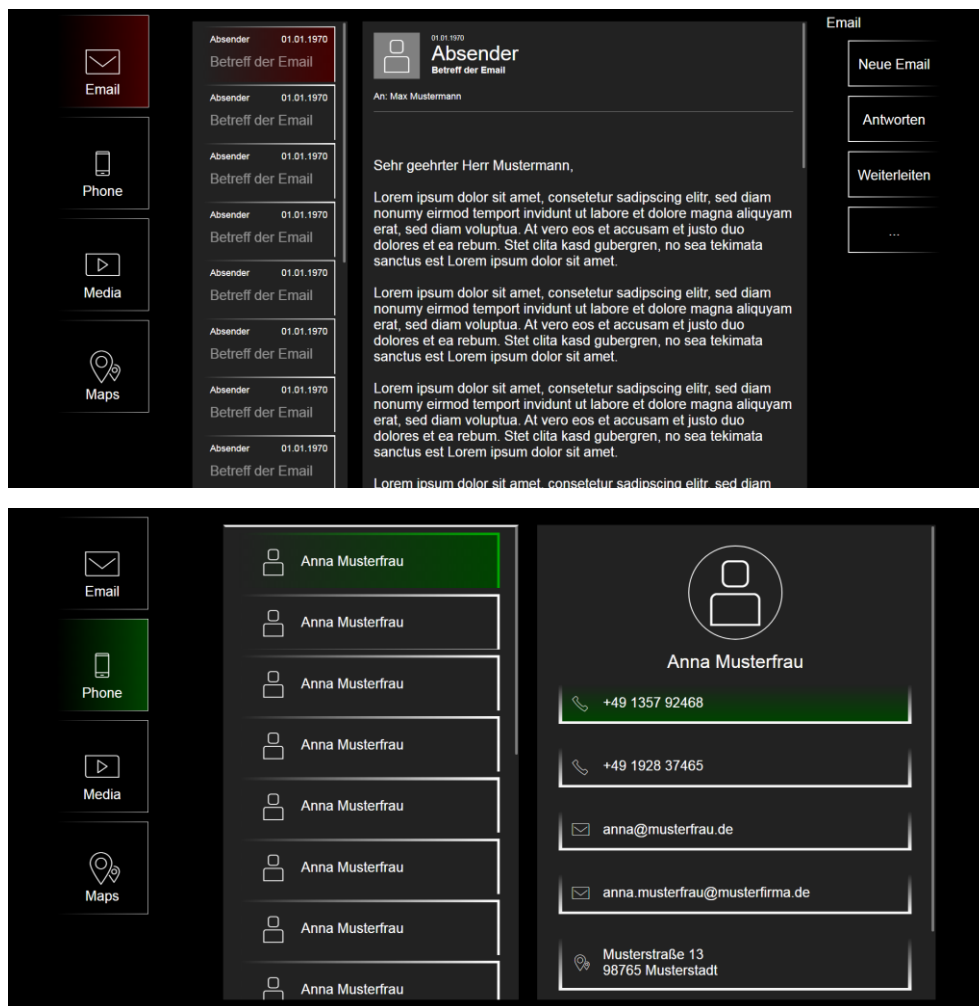 Email
Phone
Media
Maps
Absender 01.01.1970
Betreff der Email
Absender 01.01.1970
Betreff der Email
Absender 01.01.1970
Betreff der Email
Absender 01.01.1970
Betreff der Email
Absender 01.01.1970
Betreff der Email
Absender 01.01.1970
Betreff der Email
Absender 01.01.1970
Betreff der Email
Absender 01.01.1970
Betreff der Email
01.01.1970
Absender
Betreff der Email
An: Max Mustermann
Sehr geehrter Herr Mustermann,
Lorem ipsum dolor sit amet, consetetur sadipscing elitr, sed diam
nonumy eirmod temport invidunt ut labore et dolore magna aliquyam
erat, sed diam voluptua. At vero eos et accusam et justo duo
dolores et ea rebum. Stet clita kasd gubergren, no sea tekimata
sanctus est Lorem ipsum dolor sit amet.
Lorem ipsum dolor sit amet, consetetur sadipscing elitr, sed diam
nonumy eirmod temport invidunt ut labore et dolore magna aliquyam
erat, sed diam voluptua. At vero eos et accusam et justo duo
dolores et ea rebum. Stet clita kasd gubergren, no sea tekimata
sanctus est Lorem ipsum dolor sit amet.
Lorem ipsum dolor sit amet, consetetur sadipscing elitr, sed diam
nonumy eirmod temport invidunt ut labore et dolore magna aliquyam
erat, sed diam voluptua. At vero eos et accusam et justo duo
dolores et ea rebum. Stet clita kasd gubergren, no sea tekimata
sanctus est Lorem ipsum dolor sit amet.
Lorem ipsum dolor sit amet, consetetur sadipscing elitr, sed diam
Email
Neue Email
Antworten
Weiterleiten
...
Email
Phone
Media
Maps
Anna Musterfrau
Anna Musterfrau
Anna Musterfrau
Anna Musterfrau
Anna Musterfrau
Anna Musterfrau
Anna Musterfrau
Anna Musterfrau
Anna Musterfrau
+49 1357 92468
+49 1928 37465
anna@musterfrau.de
anna.musterfrau@musterfirma.de
Musterstraße 13
98765 Musterstadt